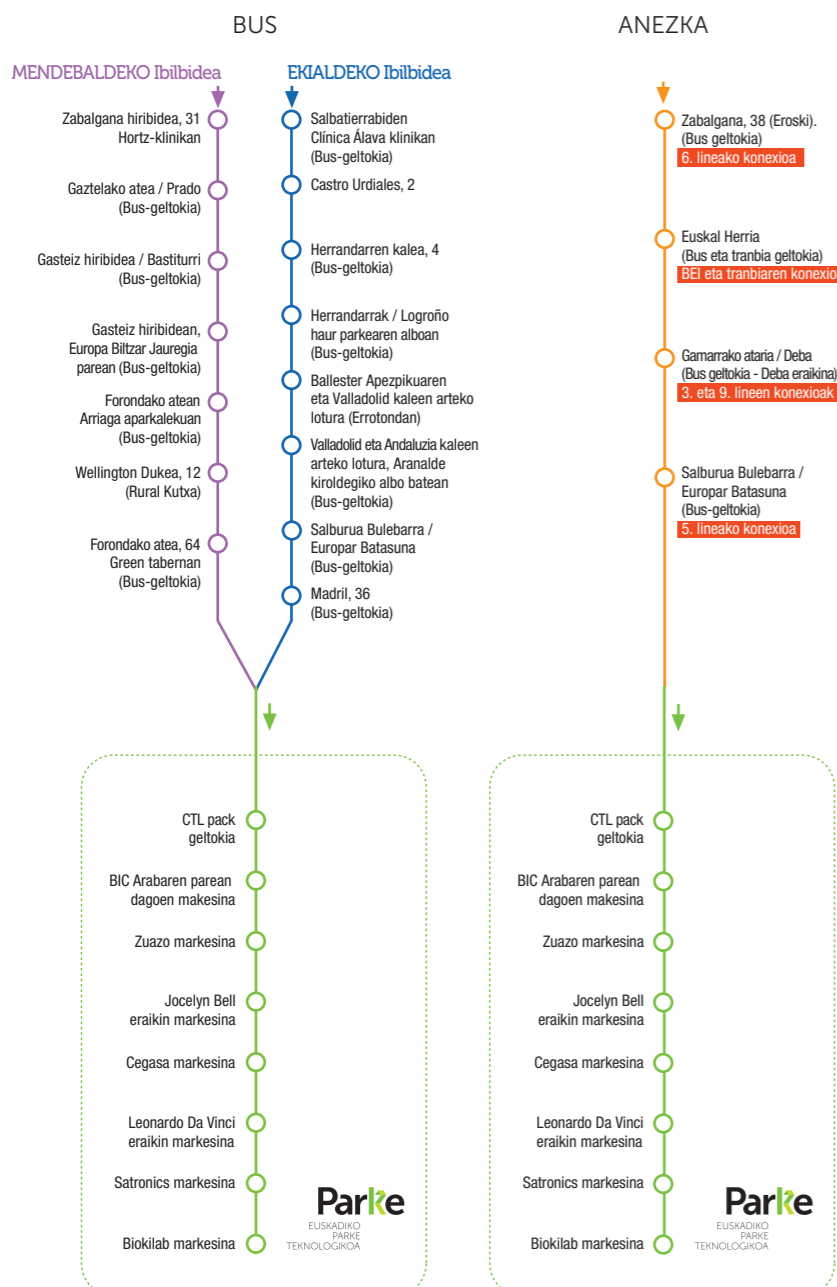 BUS
MENDEBALDEKO Ibilbidea
EKIALDEKO Ibilbidea
Zabalgana hiribidea, 31
Hortz-klinikan
Gaztelako atea / Prado
(Bus-geltokia)
Gasteiz hiribidea / Bastiturri
(Bus-geltokia)
Gasteiz hiribidean,
Europa Biltzar Jauregia
parean (Bus-geltokia)
Forondako atean
Arriaga aparkalekuan
(Bus-geltokia)
Wellington Dukea, 12
(Rural Kutxa)
Forondako atea, 64
Green tabernan
(Bus-geltokia)
Salbatierrabiden
Clínica Álava klinikan
(Bus-geltokia)
Castro Urdiales, 2
Herrandarren kalea, 4
(Bus-geltokia)
Herrandarrak / Logroño
haur parkearen alboan
(Bus-geltokia)
Ballester Apezpikuaren
eta Valladolid kaleen arteko
lotura (Errotondan)
Valladolid eta Andaluzia kaleen
arteko lotura, Aranalde
kiroldegiko albo batean
(Bus-geltokia)
Salburua Bulebarra /
Europar Batasuna
(Bus-geltokia)
Madril, 36
(Bus-geltokia)
CTL pack
geltokia
BIC Arabaren parean
dagoen makesina
Zuazo markesina
Jocelyn Bell
eraikin markesina
Cegasa markesina
Leonardo Da Vinci
eraikin markesina
Satronics markesina
Biokilab markesina
Parke
EUSKADIKO
PARKE
TEKNOLOGIKOA
ANEZKA
Zabalgana, 38 (Eroski).
(Bus geltokia)
6. lineako konexioa
Euskal Herria
(Bus eta tranbia geltokia)
BEI eta tranbiaren konexio
Gamarrako ataria / Deba
(Bus geltokia - Deba eraikina)
3. eta 9. lineen konexioak
Salburua Bulebarra /
Europar Batasuna
(Bus-geltokia)
5. lineako konexioa
CTL pack
geltokia
BIC Arabaren parean
dagoen makesina
Zuazo markesina
Jocelyn Bell
eraikin markesina
Cegasa markesina
Leonardo Da Vinci
eraikin markesina
Satronics markesina
Biokilab markesina
Parke
EUSKADIKO
PARKE
TEKNOLOGIKOA